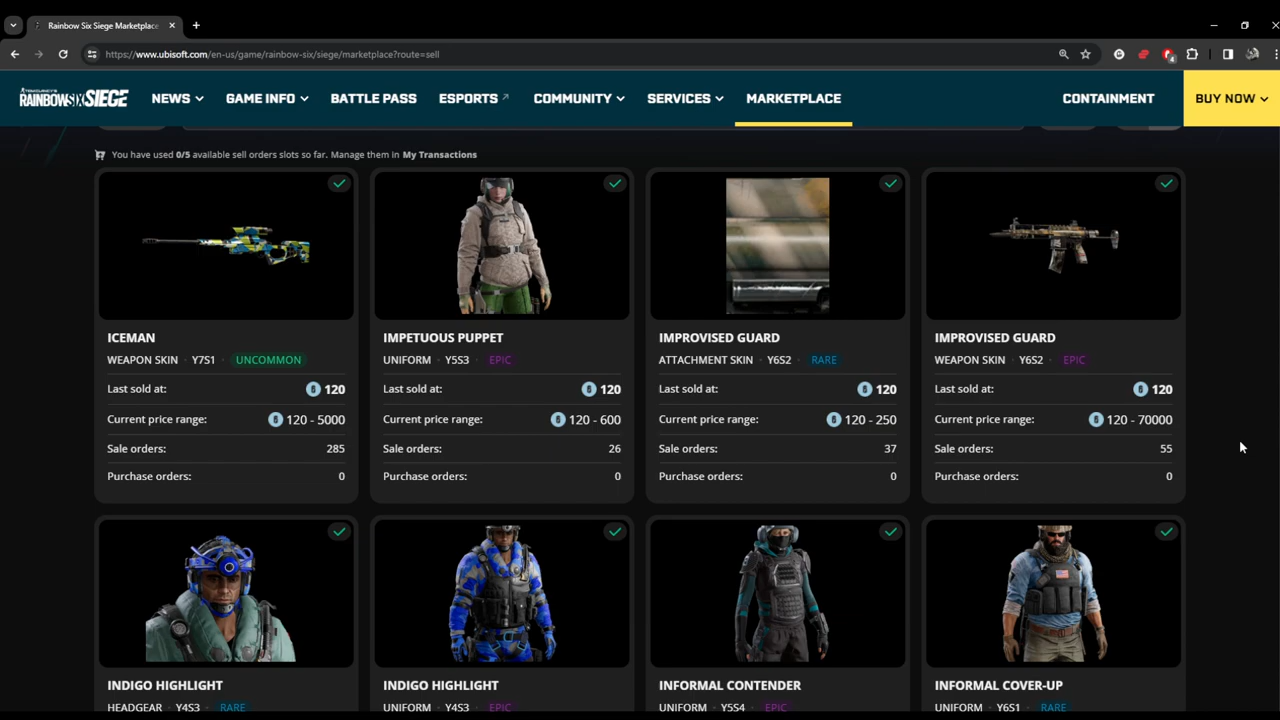 Rainbow Six Siege Marketplace
https://www.ubisoft.com/en-us/game/rainbow-six/siege/marketplace?route=sell
4
TOM CLANCY'S
RAINBOWSIX SIEGE NEWS GAME INFO BATTLE PASS ESPORTS COMMUNITY SERVICES MARKETPLACE CONTAINMENT BUY NOW
You have used 0/5 available sell orders slots so far. Manage them in My Transactions
ICEMAN
WEAPON SKIN · Y7S1 UNCOMMON
Last sold at: 120
Current price range: 120 - 5000
Sale orders: 285
Purchase orders: 0
IMPETUOUS PUPPET
UNIFORM · Y5S3 · EPIC
Last sold at: 120
Current price range: 120 - 600
Sale orders: 26
Purchase orders: 0
IMPROVISED GUARD
ATTACHMENT SKIN · Y6S2 · RARE
Last sold at: 120
Current price range: 120 - 250
Sale orders: 37
Purchase orders: 0
IMPROVISED GUARD
WEAPON SKIN · Y6S2 · EPIC
Last sold at: 120
Current price range: 120 - 70000
Sale orders: 55
Purchase orders: 0
INDIGO HIGHLIGHT
HEADGEAR · Y4S3 · RARE
INDIGO HIGHLIGHT
UNIFORM · Y4S3 · EPIC
INFORMAL CONTENDER
UNIFORM · Y5S4 · EPIC
INFORMAL COVER-UP
UNIFORM · Y6S1 · RARE